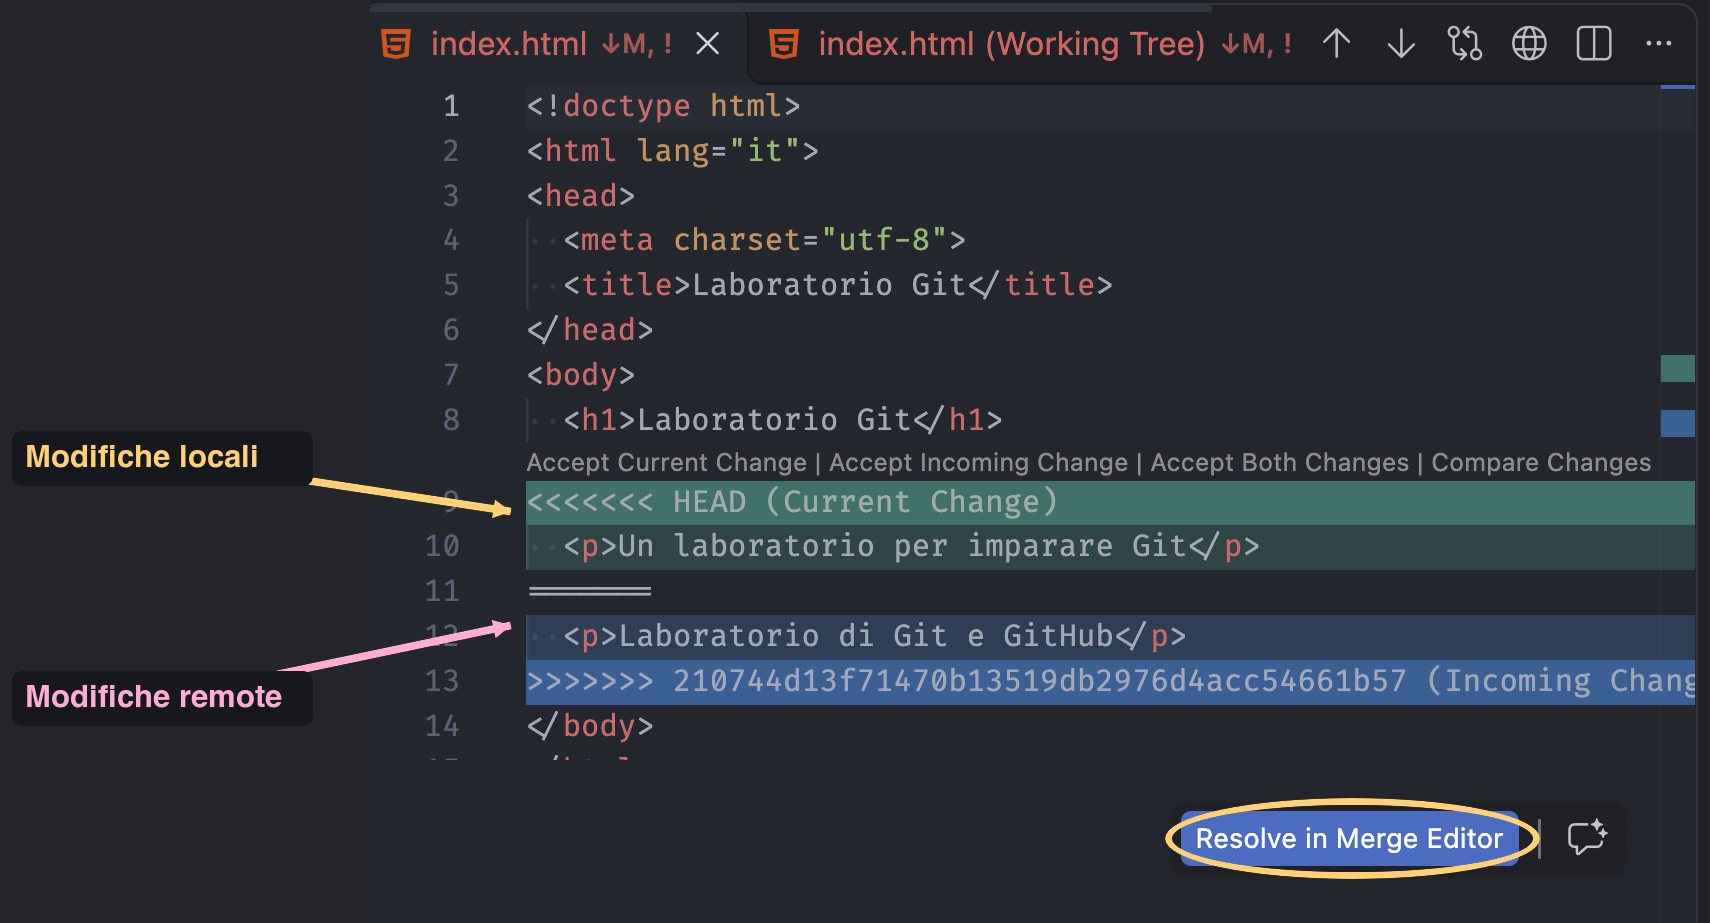 index.html ↓M, !
index.html (Working Tree) ↓M, !
1 <!doctype html>
2 <html lang="it">
3 <head>
4 <meta charset="utf-8">
5 <title>Laboratorio Git</title>
6 </head>
7 <body>
8 <h1>Laboratorio Git</h1>
Accept Current Change | Accept Incoming Change | Accept Both Changes | Compare Changes
Modifiche locali
9 <<<<<<< HEAD (Current Change)
10 <p>Un laboratorio per imparare Git</p>
11 =======
12 <p>Laboratorio di Git e GitHub</p>
13 >>>>>>> 210744d13f71470b13519db2976d4acc54661b57 (Incoming Chang
Modifiche remote
14 </body>
Resolve in Merge Editor